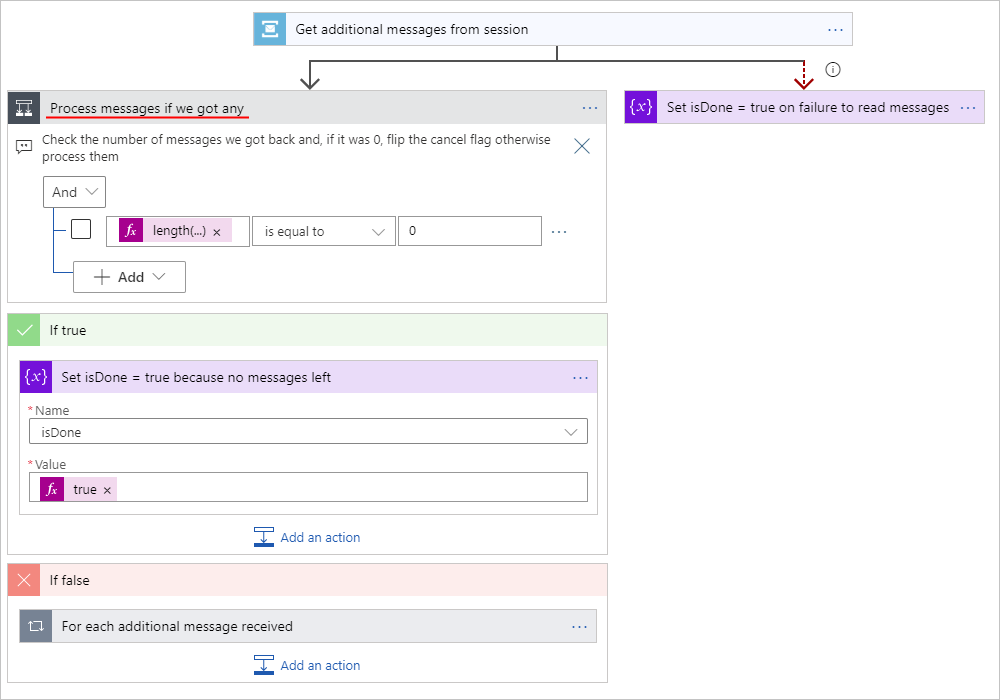 Get additional messages from session
Process messages if we got any
{x} Set isDone = true on failure to read messages
Check the number of messages we got back and, if it was 0, flip the cancel flag otherwise
process them
And
fx length(...) × is equal to 0
Add
If true
{x} Set isDone = true because no messages left
* Name
isDone
* Value
fx true ×
Add an action
If false
For each additional message received
Add an action